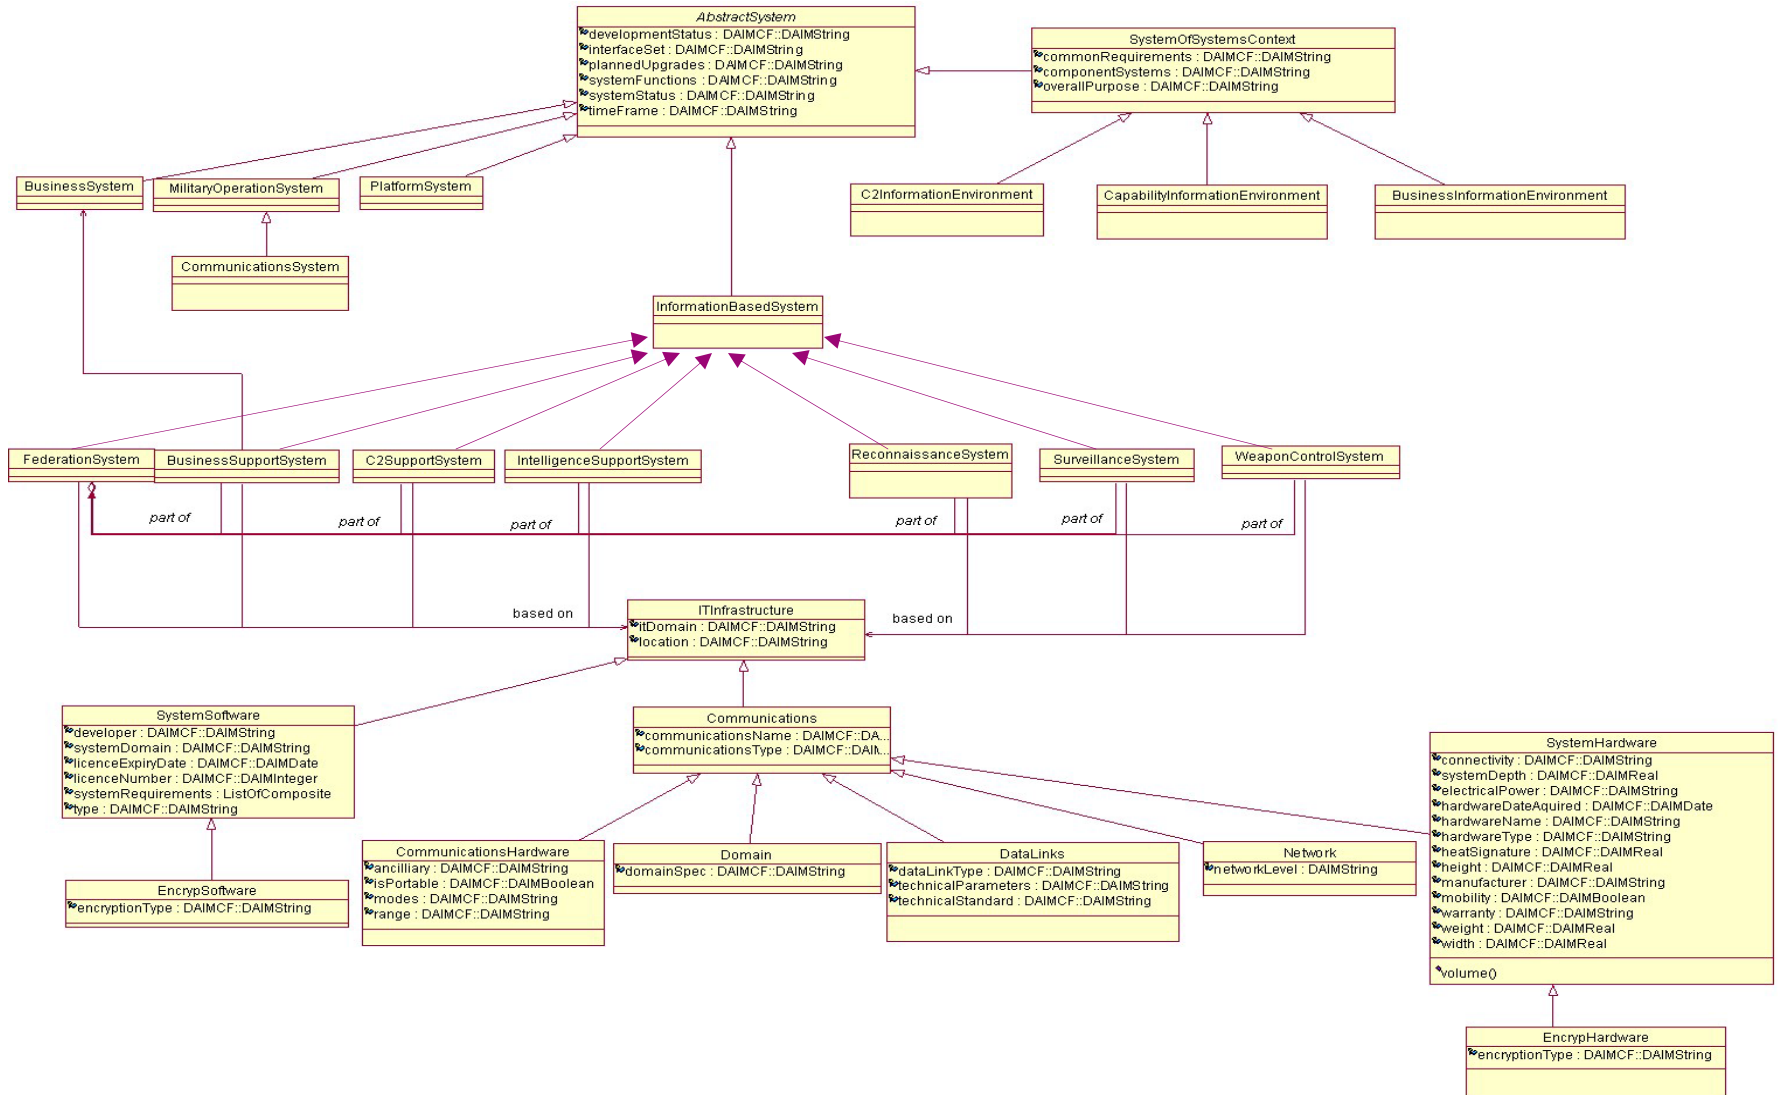 AbstractSystem
developmentStatus : DAIMCF::DAIMString
interfaceSet : DAIMCF::DAIMString
plannedUpgrades : DAIMCF::DAIMString
systemFunctions : DAIMCF::DAIMString
systemStatus : DAIMCF::DAIMString
timeFrame : DAIMCF::DAIMString
SystemOfSystemsContext
commonRequirements : DAIMCF::DAIMString
componentSystems : DAIMCF::DAIMString
overallPurpose : DAIMCF::DAIMString
BusinessSystem
MilitaryOperationSystem
PlatformSystem
C2InformationEnvironment
CapabilityInformationEnvironment
BusinessInformationEnvironment
CommunicationsSystem
InformationBasedSystem
FederationSystem
BusinessSupportSystem
C2SupportSystem
IntelligenceSupportSystem
ReconnaissanceSystem
SurveillanceSystem
WeaponControlSystem
part of
part of
part of
part of
part of
part of
based on
based on
ITInfrastructure
itDomain : DAIMCF::DAIMString
location : DAIMCF::DAIMString
SystemSoftware
developer : DAIMCF::DAIMString
systemDomain : DAIMCF::DAIMString
licenceExpiryDate : DAIMCF::DAIMDate
licenceNumber : DAIMCF::DAIMInteger
systemRequirements : ListOfComposite
type : DAIMCF::DAIMString
Communications
communicationsName : DAIMCF::DA...
communicationsType : DAIMCF::DAIM...
SystemHardware
connectivity : DAIMCF::DAIMString
systemDepth : DAIMCF::DAIMReal
electricalPower : DAIMCF::DAIMString
hardwareDateAquired : DAIMCF::DAIMDate
hardwareName : DAIMCF::DAIMString
hardwareType : DAIMCF::DAIMString
heatSignature : DAIMCF::DAIMReal
height : DAIMCF::DAIMReal
manufacturer : DAIMCF::DAIMString
mobility : DAIMCF::DAIMBoolean
warranty : DAIMCF::DAIMString
weight : DAIMCF::DAIMReal
width : DAIMCF::DAIMReal
volume()
EncrypSoftware
encryptionType : DAIMCF::DAIMString
CommunicationsHardware
ancilliary : DAIMCF::DAIMString
isPortable : DAIMCF::DAIMBoolean
modes : DAIMCF::DAIMString
range : DAIMCF::DAIMString
Domain
domainSpec : DAIMCF::DAIMString
DataLinks
dataLinkType : DAIMCF::DAIMString
technicalParameters : DAIMCF::DAIMString
technicalStandard : DAIMCF::DAIMString
Network
networkLevel : DAIMString
EncrypHardware
encryptionType : DAIMCF::DAIMString